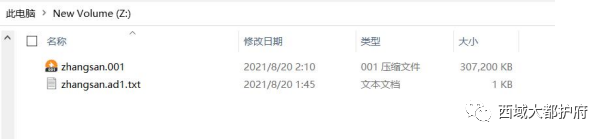 此电脑 > New Volume (Z:)
名称 修改日期 类型 大小
zhangsan.001 2021/8/20 2:10 001 压缩文件 307,200 KB
zhangsan.ad1.txt 2021/8/20 1:45 文本文档 1 KB
西域大都护府